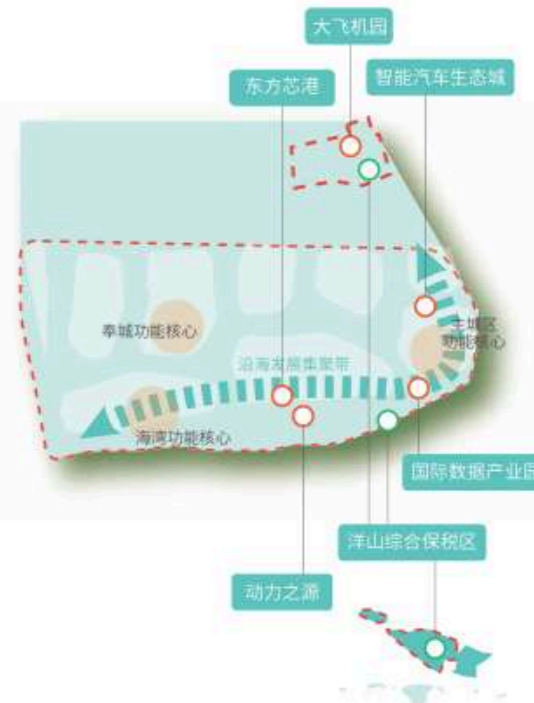 大飞机园
智能汽车生态城
东方芯港
奉城功能核心
主城区
功能核心
沿海发展集聚带
海湾功能核心
国际数据产业园
洋山综合保税区
动力之源